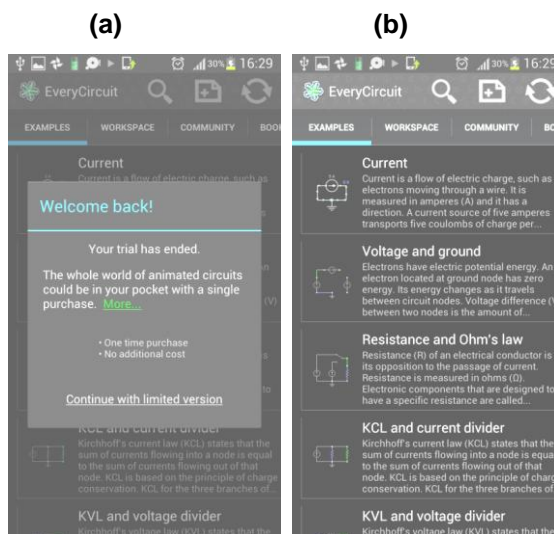 (a)
(b)
30% 16:29
EveryCircuit
EXAMPLES WORKSPACE COMMUNITY BOO
Current
Current is a flow of electric charge, such as
Welcome back!
Your trial has ended.
The whole world of animated circuits
could be in your pocket with a single
purchase. More...
• One time purchase
• No additional cost
Continue with limited version
KCL and current divider
Kirchhoff's current law (KCL) states that the
sum of currents flowing into a node is equal
to the sum of currents flowing out of that
node. KCL is based on the principle of charge
conservation. KCL for the three branches of...
KVL and voltage divider
Kirchhoff's voltage law (KVL) states that the
30% 16:29
EveryCircuit
EXAMPLES WORKSPACE COMMUNITY BO
Current
Current is a flow of electric charge, such as
electrons moving through a wire. It is
measured in amperes (A) and it has a
direction. A current source of five amperes
transports five coulombs of charge per...
Voltage and ground
Electrons have electric potential energy. An
electron located at ground node has zero
energy. Its energy changes as it travels
between circuit nodes. Voltage difference (V
between two nodes is the amount of...
Resistance and Ohm's law
Resistance (R) of an electrical conductor is
its opposition to the passage of current.
Resistance is measured in ohms (Ω).
Electronic components that are designed to
have a specific resistance are called...
KCL and current divider
Kirchhoff's current law (KCL) states that the
sum of currents flowing into a node is equa
to the sum of currents flowing out of that
node. KCL is based on the principle of charg
conservation. KCL for the three branches of
KVL and voltage divider
Kirchhoff's voltage law (KVL) states that the